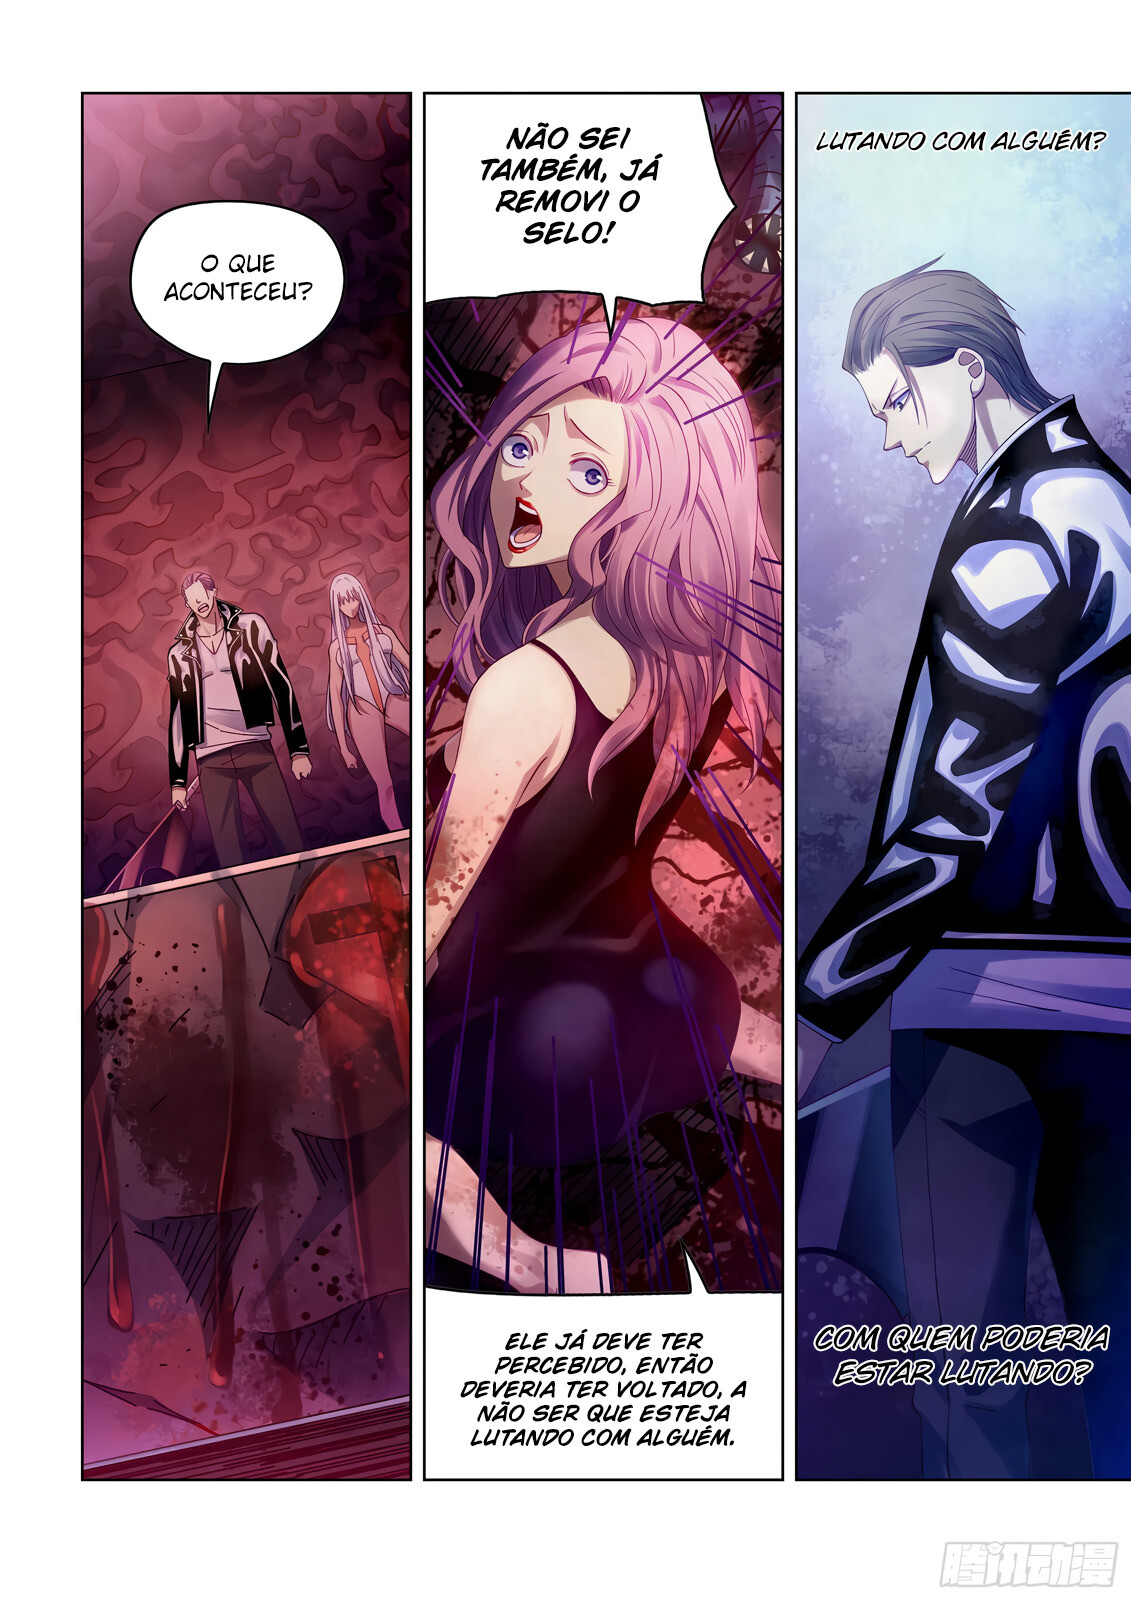 O QUE
ACONTECEU?
NÃO SEI
TAMBÉM, JÁ
REMOVI O
SELO!
ELE JÁ DEVE TER
PERCEBIDO, ENTÃO
DEVERIA TER VOLTADO, A
NÃO SER QUE ESTEJA
LUTANDO COM ALGUÉM.
LUTANDO COM ALGUÉM?
COM QUEM PODERIA
ESTAR LUTANDO?
腾讯动漫